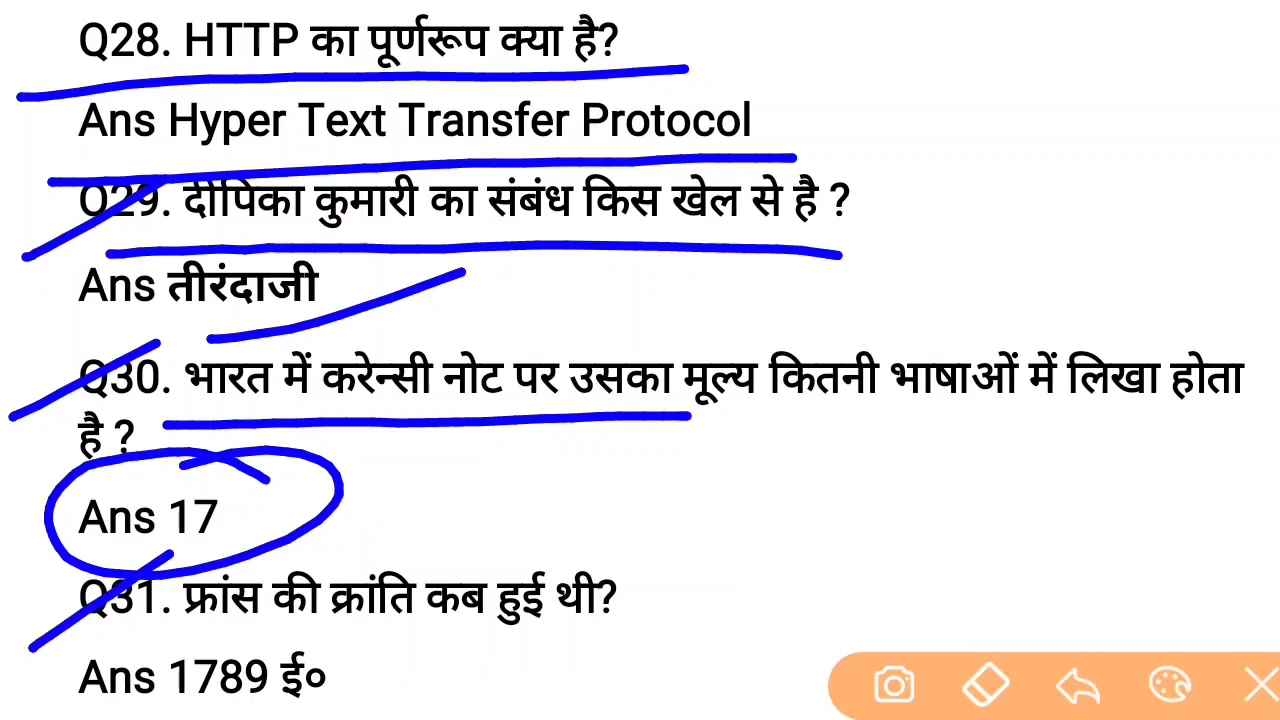 Q28. HTTP का पूर्णरूप क्या है?
Ans Hyper Text Transfer Protocol
Q29. दीपिका कुमारी का संबंध किस खेल से है ?
Ans तीरंदाजी
Q30. भारत में करेन्सी नोट पर उसका मूल्य कितनी भाषाओं में लिखा होता
है ?
Ans 17
Q31. फ्रांस की क्रांति कब हुई थी?
Ans 1789 ई०